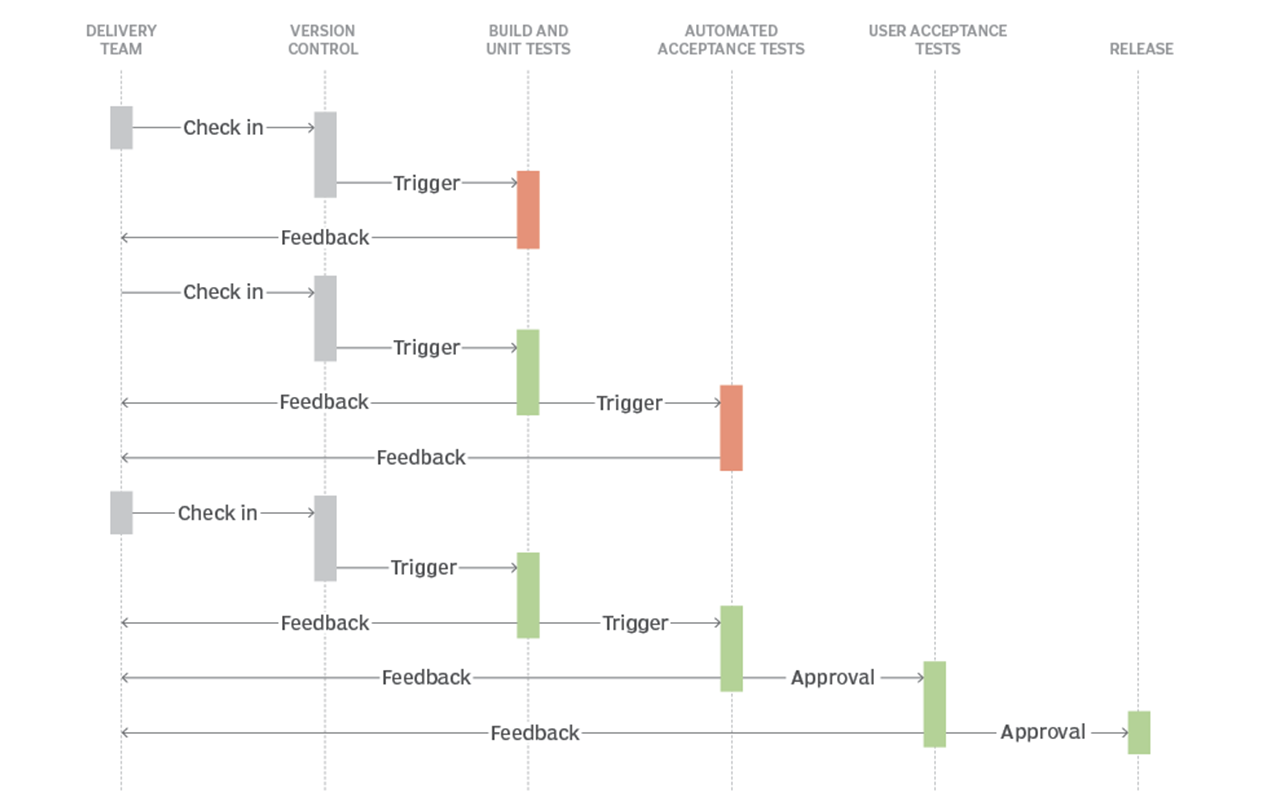 DELIVERY
TEAM
VERSION
CONTROL
BUILD AND
UNIT TESTS
AUTOMATED
ACCEPTANCE TESTS
USER ACCEPTANCE
TESTS
RELEASE
Check in
Trigger
Feedback
Check in
Trigger
Feedback
Trigger
Feedback
Check in
Trigger
Feedback
Trigger
Feedback
Approval
Feedback
Approval